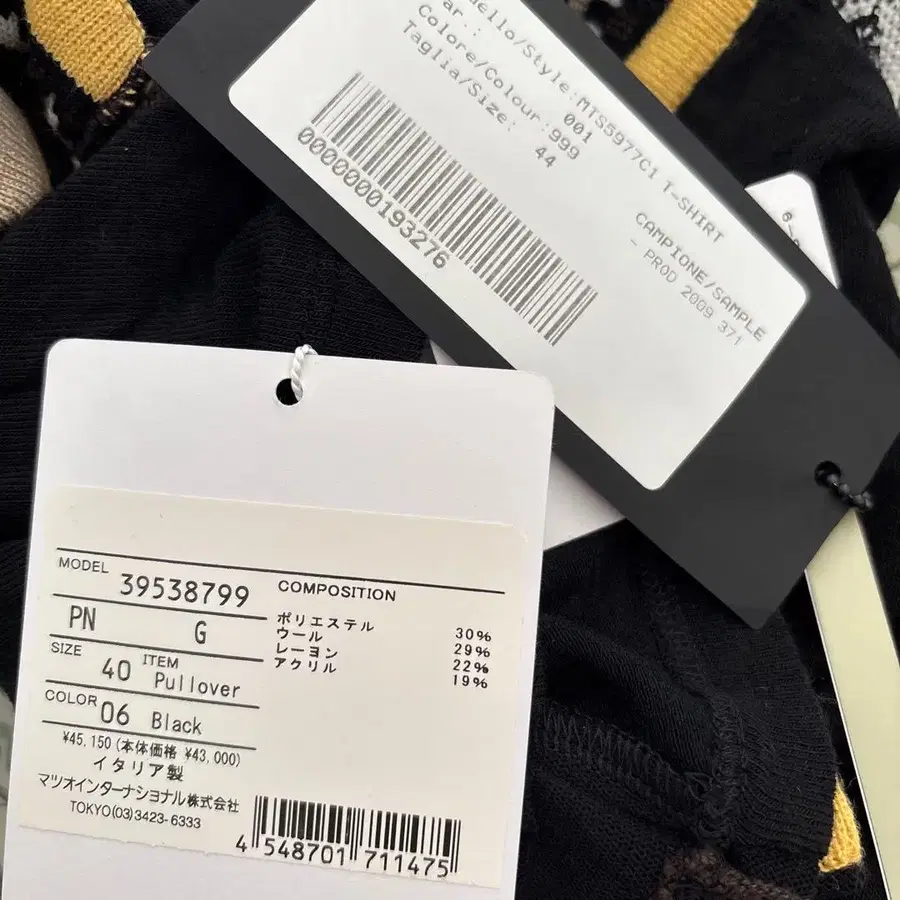 Style:MTS5977C1 T-SHIRT
001
Colore/Colour:999
Taglia/Size: 44
0000000193276
CAMPIONE/SAMPLE
- PROD 2009 371
MODEL 39538799
PN G
SIZE 40 ITEM Pullover
COLOR 06 Black
¥45,150 (本体価格 ¥43,000)
イタリア製
マツオインターナショナル株式会社
TOKYO(03)3423-6333
COMPOSITION
ポリエステル 30%
ウール 29%
レーヨン 22%
アクリル 19%
4 548701 711475